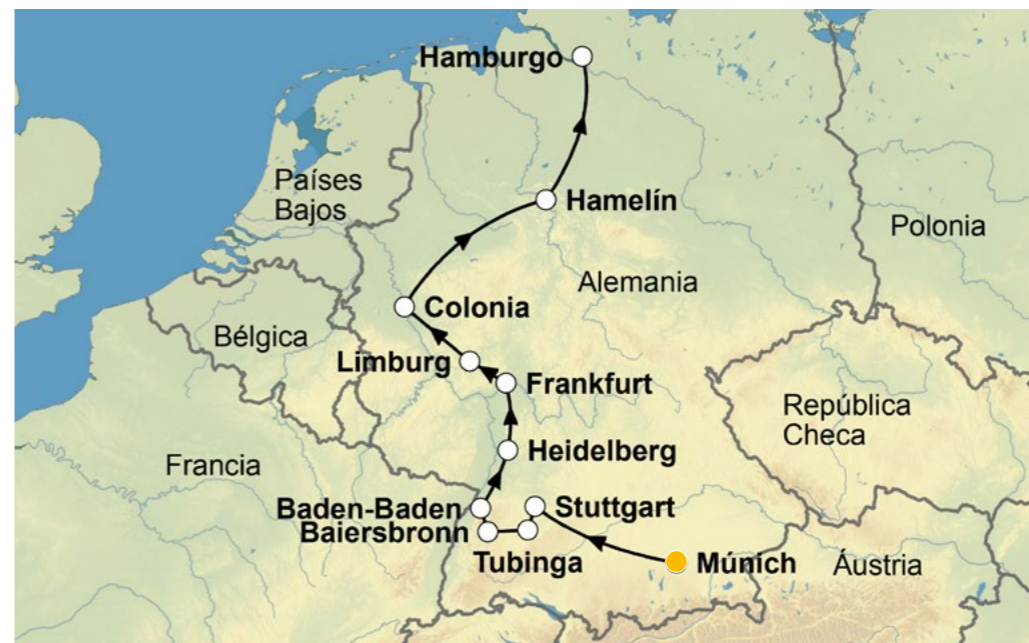 Hamburgo
Países
Bajos
Hamelín
Polonia
Alemania
Colonia
Bélgica
Limburg
Frankfurt
República
Checa
Heidelberg
Francia
Baden-Baden
Stuttgart
Baiersbronn
Tubinga
Múnich
Áustria